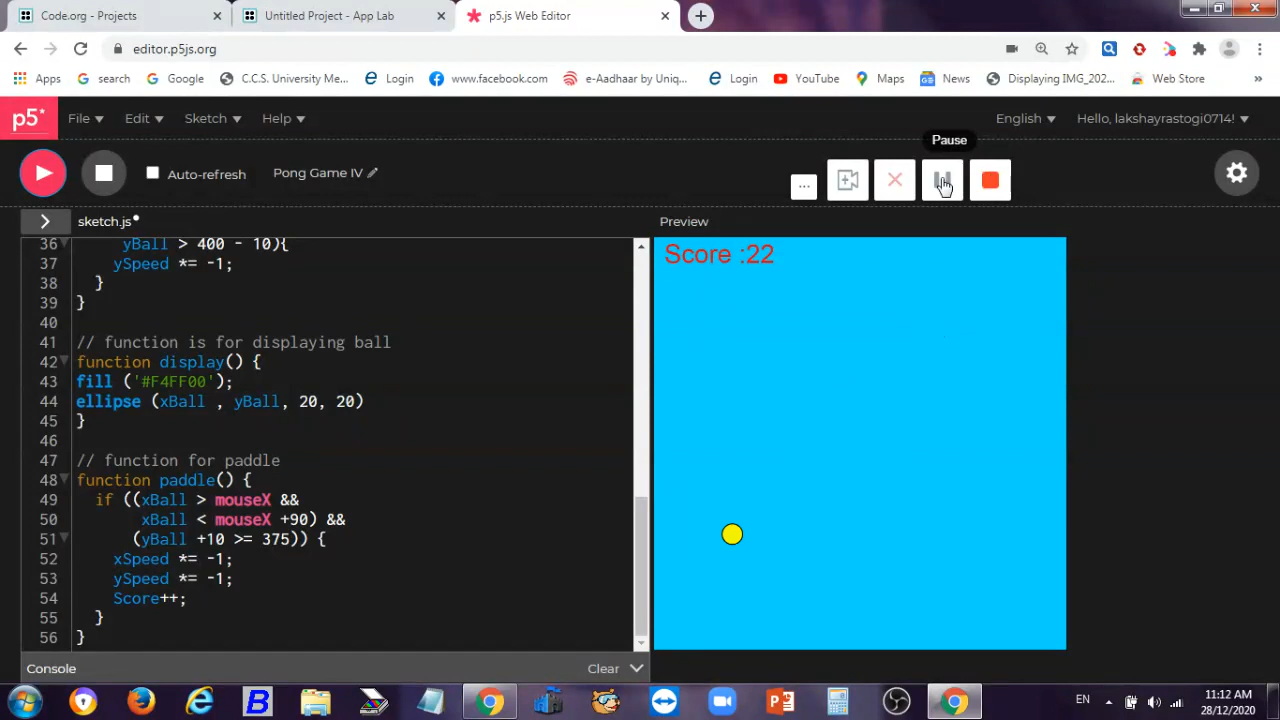 Code.org - Projects
Untitled Project - App Lab
p5.js Web Editor
editor.p5js.org
Apps
search
Google
C.C.S. University Me...
Login
www.facebook.com
e-Aadhaar by Uniq...
Login
YouTube
Maps
News
Displaying IMG_202...
Web Store
p5*
File
Edit
Sketch
Help
Pause
English
Hello, lakshayrastogi0714!
Auto-refresh
Pong Game IV
sketch.js
Preview
36 yBall > 400 - 10){
37 ySpeed *= -1;
38 }
39 }
40
41 // function is for displaying ball
42 function display() {
43 fill ('#F4FF00');
44 ellipse (xBall , yBall, 20, 20)
45 }
46
47 // function for paddle
48 function paddle() {
49 if ((xBall > mouseX &&
50 xBall < mouseX +90) &&
51 (yBall +10 >= 375)) {
52 xSpeed *= -1;
53 ySpeed *= -1;
54 Score++;
55 }
56 }
Score :22
Console
Clear
EN
11:12 AM
28/12/2020